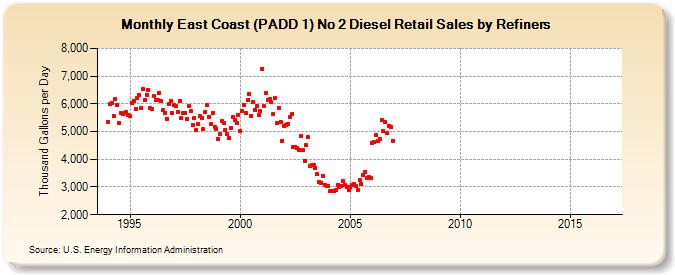 Monthly East Coast (PADD 1) No 2 Diesel Retail Sales by Refiners
Thousand Gallons per Day
8,000
7,000
6,000
5,000
4,000
3,000
2,000
1995 2000 2005 2010 2015
Source: U.S. Energy Information Administration